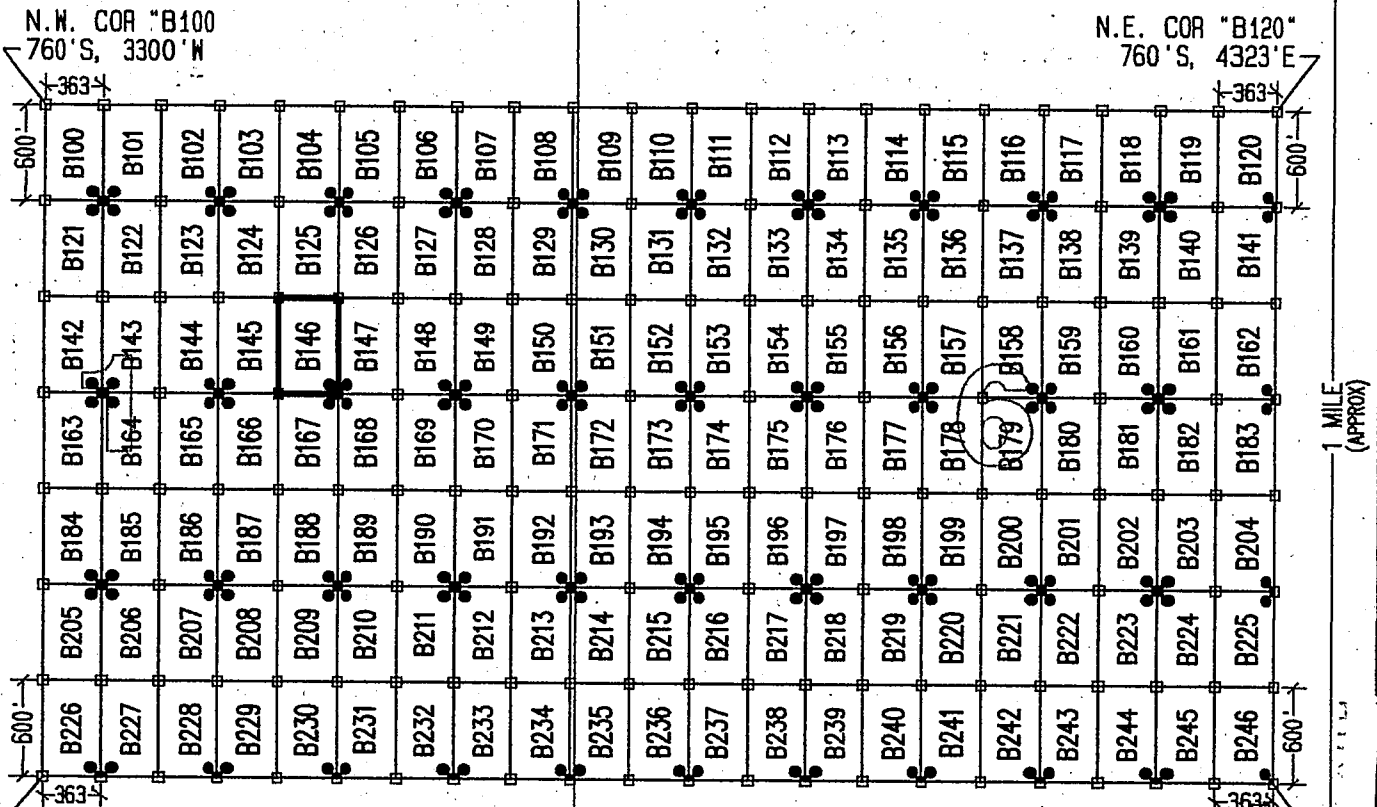 N.W. COR "B100
760'S, 3300'W
N.E. COR "B120"
760'S, 4323'E
363
363
600'
B100 B101 B102 B103 B104 B105 B106 B107 B108 B109 B110 B111 B112 B113 B114 B115 B116 B117 B118 B119 B120
600'
B121 B122 B123 B124 B125 B126 B127 B128 B129 B130 B131 B132 B133 B134 B135 B136 B137 B138 B139 B140 B141
B142 B143 B144 B145 B146 B147 B148 B149 B150 B151 B152 B153 B154 B155 B156 B157 B158 B159 B160 B161 B162
B163 B164 B165 B166 B167 B168 B169 B170 B171 B172 B173 B174 B175 B176 B177 B178 B179 B180 B181 B182 B183
1 MILE
(APPROX)
B184 B185 B186 B187 B188 B189 B190 B191 B192 B193 B194 B195 B196 B197 B198 B199 B200 B201 B202 B203 B204
B205 B206 B207 B208 B209 B210 B211 B212 B213 B214 B215 B216 B217 B218 B219 B220 B221 B222 B223 B224 B225
600'
B226 B227 B228 B229 B230 B231 B232 B233 B234 B235 B236 B237 B238 B239 B240 B241 B242 B243 B244 B245 B246
600'
363
363